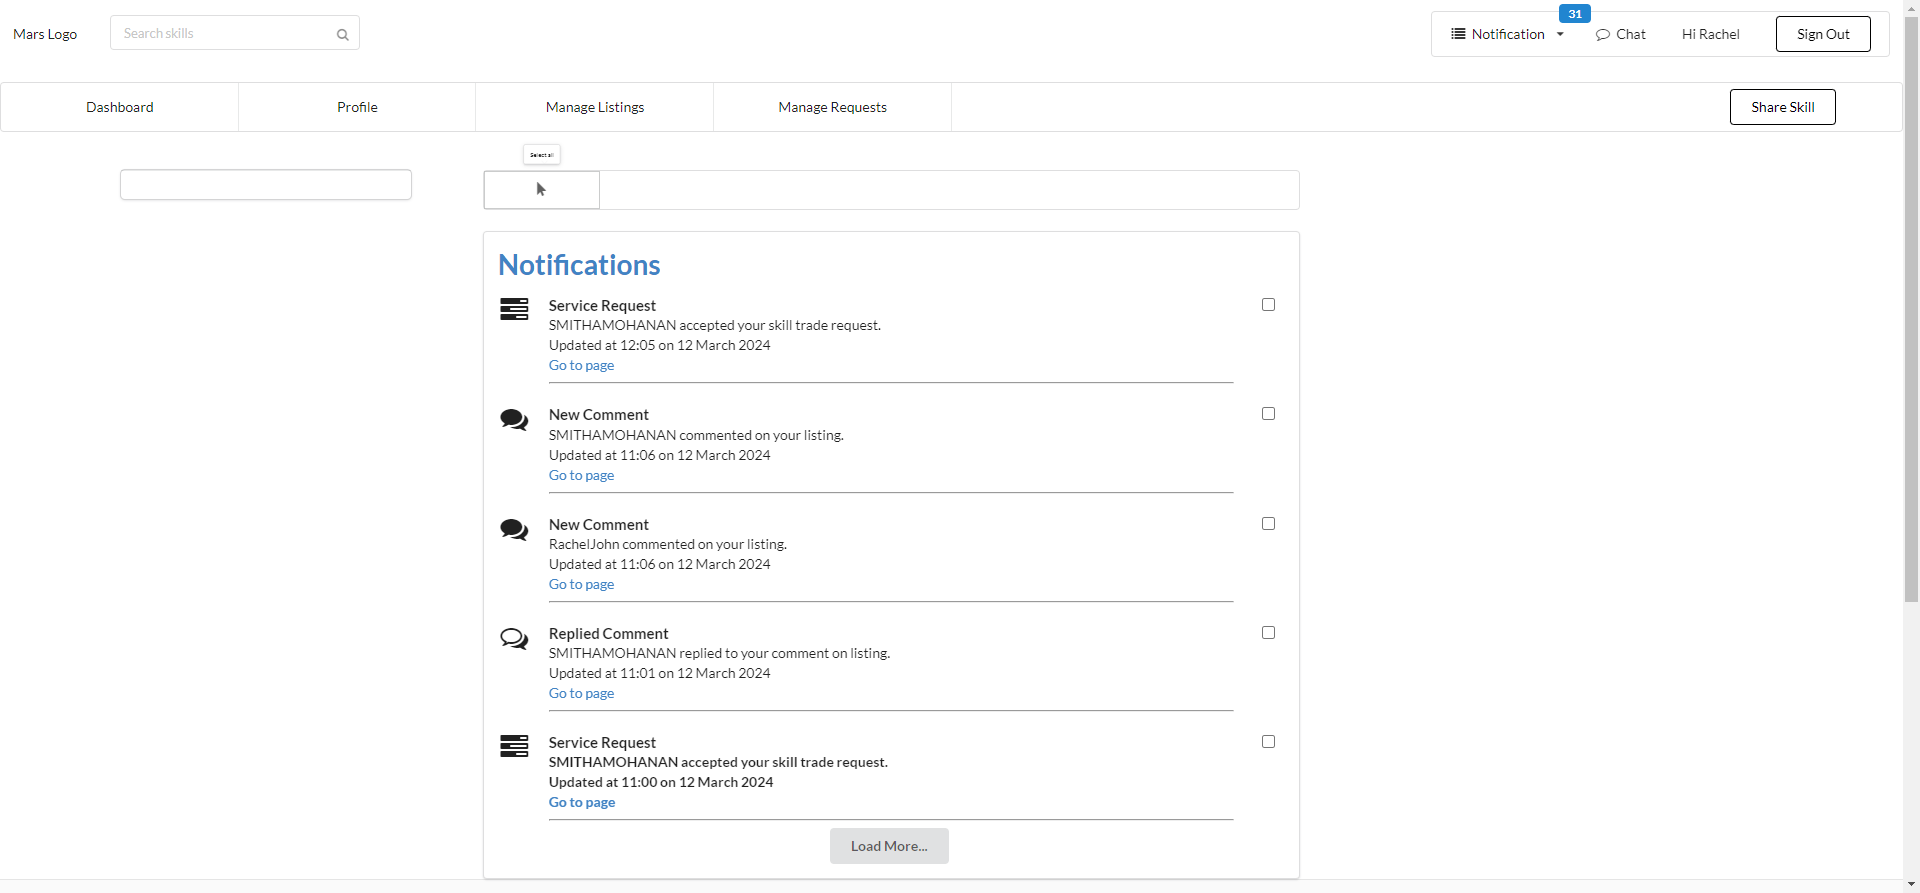 Mars Logo
Search skills
31
Notification
Chat
Hi Rachel
Sign Out
Dashboard
Profile
Manage Listings
Manage Requests
Share Skill
Select all
Notifications
Service Request
SMITHAMOHANAN accepted your skill trade request.
Updated at 12:05 on 12 March 2024
Go to page
New Comment
SMITHAMOHANAN commented on your listing.
Updated at 11:06 on 12 March 2024
Go to page
New Comment
RachelJohn commented on your listing.
Updated at 11:06 on 12 March 2024
Go to page
Replied Comment
SMITHAMOHANAN replied to your comment on listing.
Updated at 11:01 on 12 March 2024
Go to page
Service Request
SMITHAMOHANAN accepted your skill trade request.
Updated at 11:00 on 12 March 2024
Go to page
Load More...